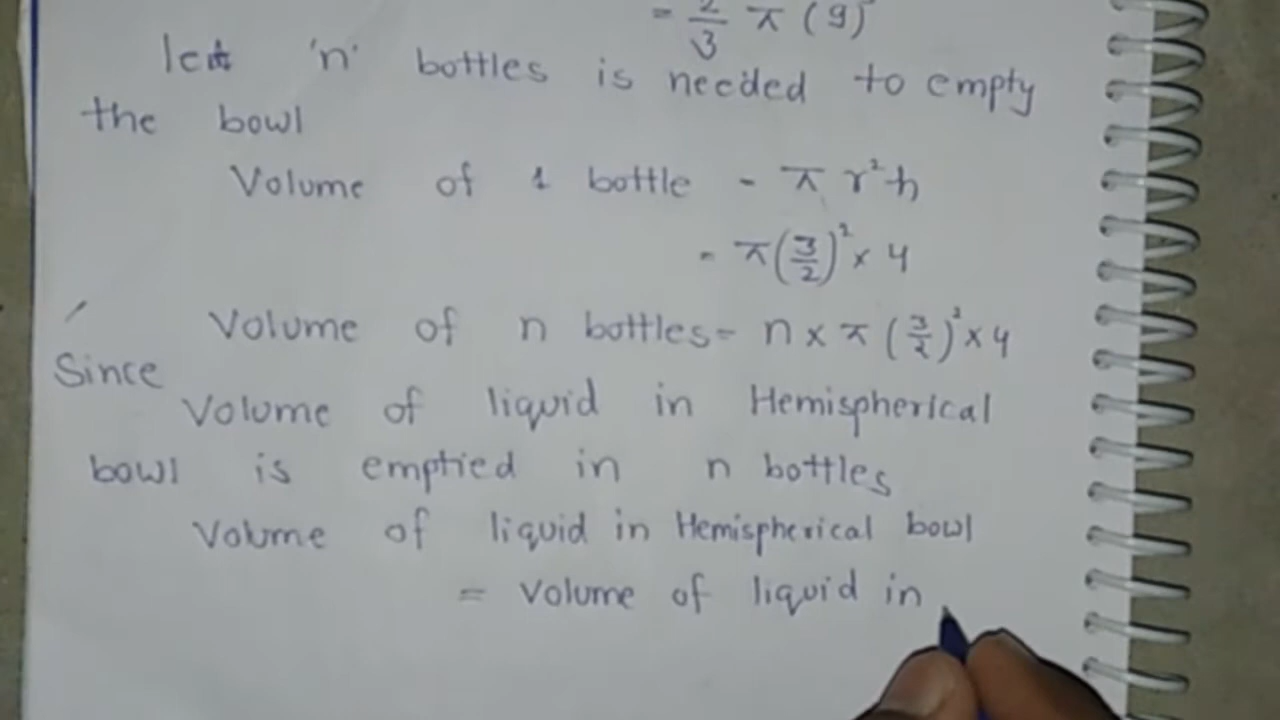 = 2/3 π (9)³
let 'n' bottles is needed to empty
the bowl
Volume of 1 bottle = π r²h
= π(3/2)² × 4
Volume of n bottles = n × π (3/2)² × 4
Since
Volume of liquid in Hemispherical
bowl is emptied in n bottles
Volume of liquid in Hemispherical bowl
= Volume of liquid in